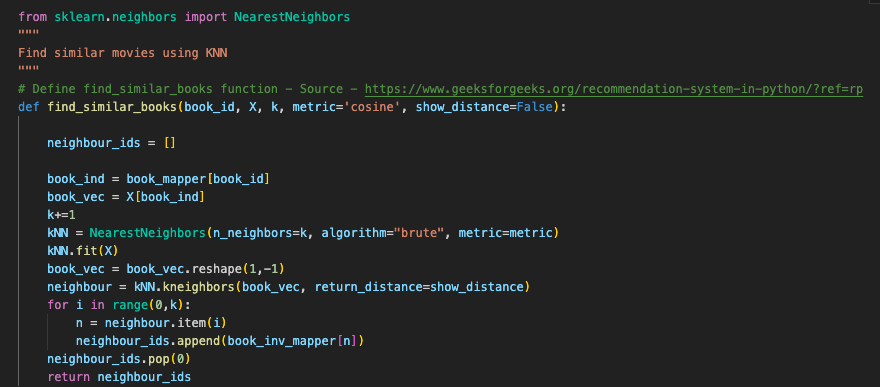 from sklearn.neighbors import NearestNeighbors
"""
Find similar movies using KNN
"""
# Define find_similar_books function - Source - https://www.geeksforgeeks.org/recommendation-system-in-python/?ref=rp
def find_similar_books(book_id, X, k, metric='cosine', show_distance=False):

    neighbour_ids = []

    book_ind = book_mapper[book_id]
    book_vec = X[book_ind]
    k+=1
    kNN = NearestNeighbors(n_neighbors=k, algorithm="brute", metric=metric)
    kNN.fit(X)
    book_vec = book_vec.reshape(1,-1)
    neighbour = kNN.kneighbors(book_vec, return_distance=show_distance)
    for i in range(0,k):
        n = neighbour.item(i)
        neighbour_ids.append(book_inv_mapper[n])
    neighbour_ids.pop(0)
    return neighbour_ids